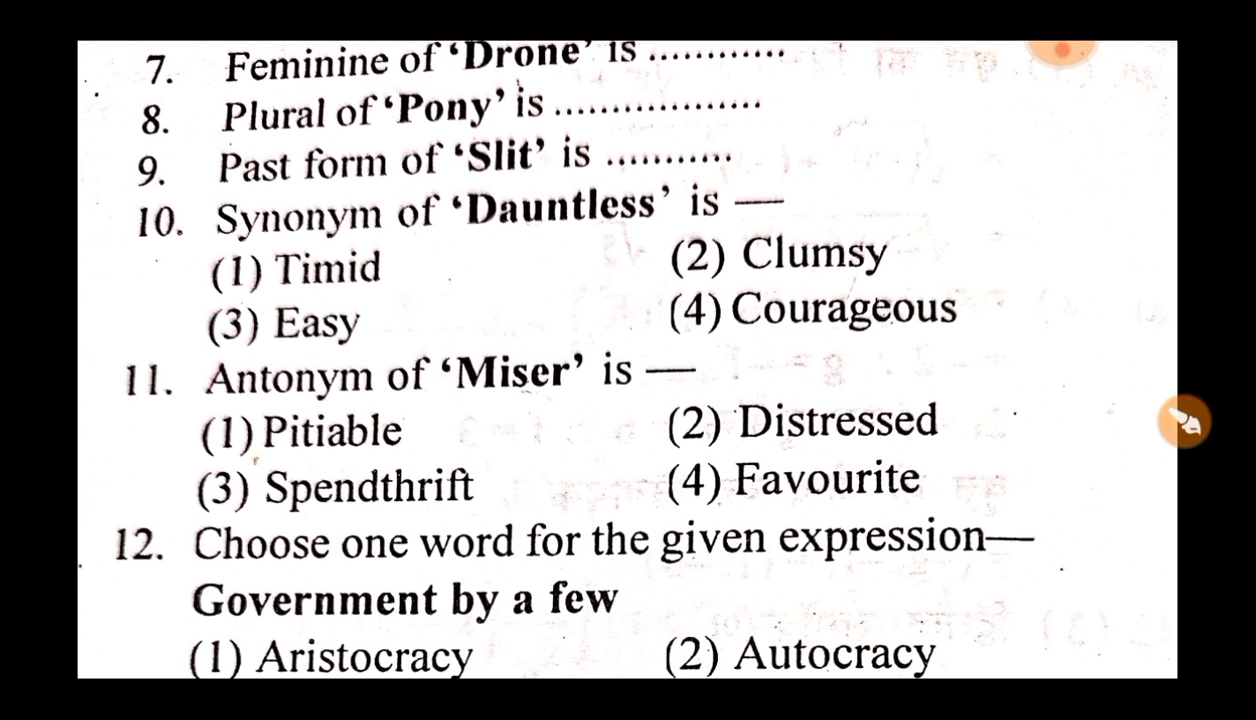 7. Feminine of ‘Drone’ is ............
8. Plural of ‘Pony’ is ..................
9. Past form of ‘Slit’ is ...........
10. Synonym of ‘Dauntless’ is —
(1) Timid (2) Clumsy
(3) Easy (4) Courageous
11. Antonym of ‘Miser’ is —
(1) Pitiable (2) Distressed
(3) Spendthrift (4) Favourite
12. Choose one word for the given expression—
Government by a few
(1) Aristocracy (2) Autocracy